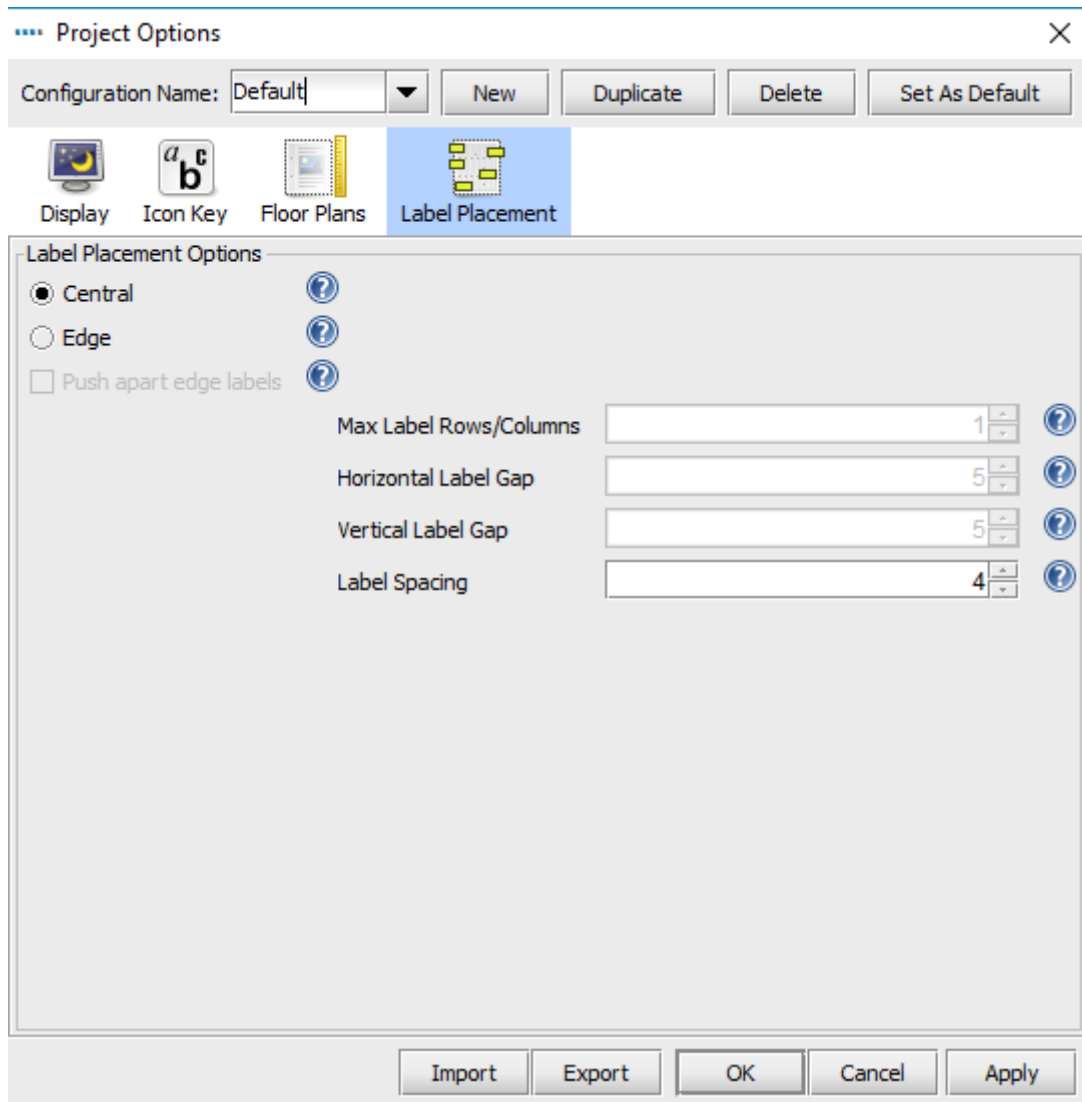 Project Options
Configuration Name: Default New Duplicate Delete Set As Default
Display Icon Key Floor Plans Label Placement
Label Placement Options
Central
Edge
Push apart edge labels
Max Label Rows/Columns 1
Horizontal Label Gap 5
Vertical Label Gap 5
Label Spacing 4
Import Export OK Cancel Apply